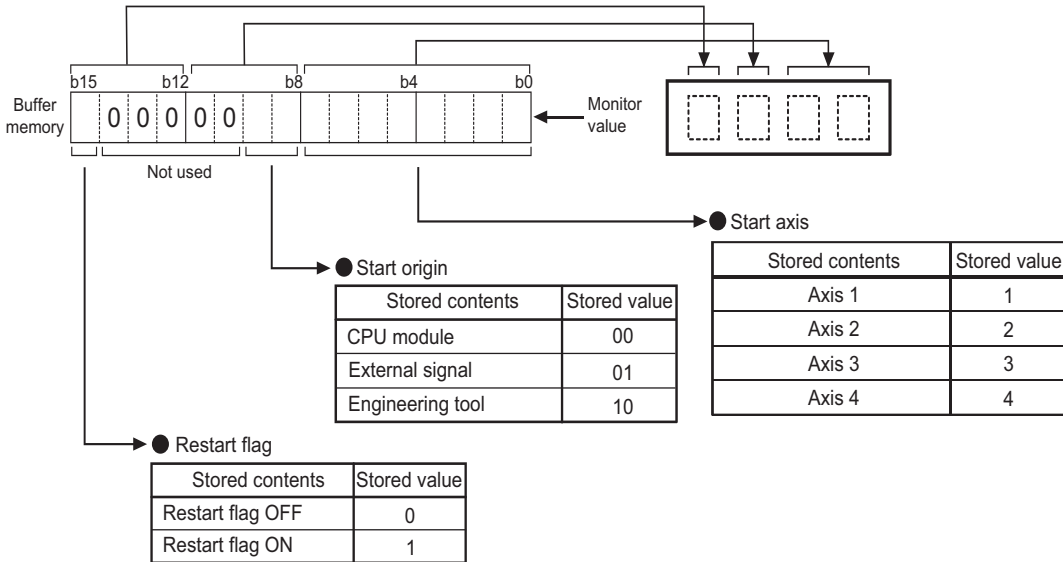 b15 b12 b8 b4 b0
Buffer memory
0 0 0 0 0
Monitor value
Not used
Start axis
Stored contents Stored value
Axis 1 1
Axis 2 2
Axis 3 3
Axis 4 4
Start origin
Stored contents Stored value
CPU module 00
External signal 01
Engineering tool 10
Restart flag
Stored contents Stored value
Restart flag OFF 0
Restart flag ON 1